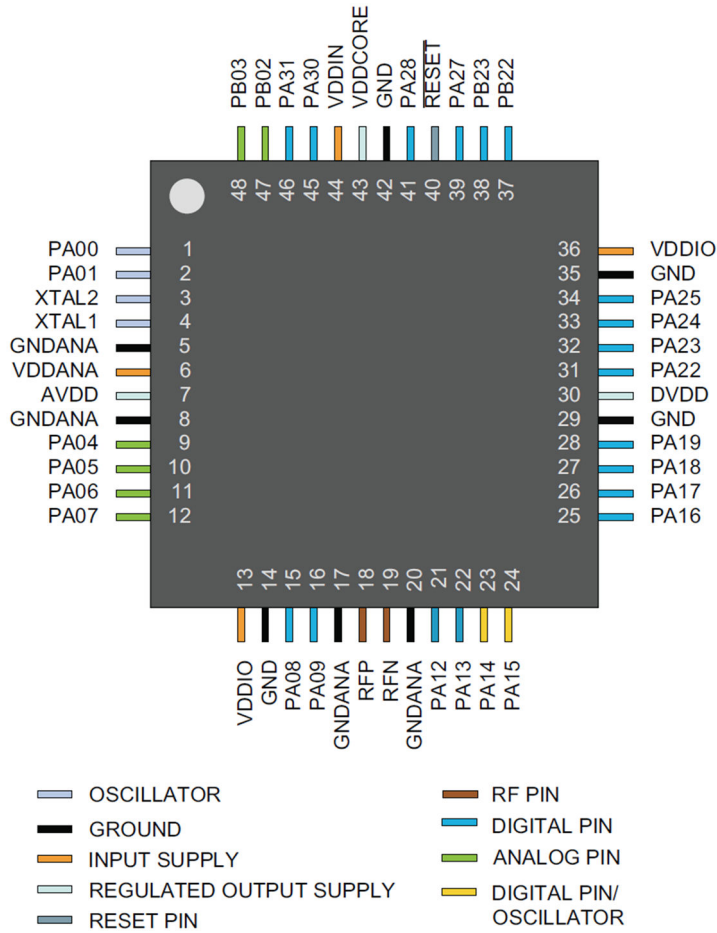 PB03
PB02
PA31
PA30
VDDIN
VDDCORE
GND
PA28
RESET
PA27
PB23
PB22
48
47
46
45
44
43
42
41
40
39
38
37
PA00 1
PA01 2
XTAL2 3
XTAL1 4
GNDANA 5
VDDANA 6
AVDD 7
GNDANA 8
PA04 9
PA05 10
PA06 11
PA07 12
36 VDDIO
35 GND
34 PA25
33 PA24
32 PA23
31 PA22
30 DVDD
29 GND
28 PA19
27 PA18
26 PA17
25 PA16
13
14
15
16
17
18
19
20
21
22
23
24
VDDIO
GND
PA08
PA09
GNDANA
RFP
RFN
GNDANA
PA12
PA13
PA14
PA15
OSCILLATOR
GROUND
INPUT SUPPLY
REGULATED OUTPUT SUPPLY
RESET PIN
RF PIN
DIGITAL PIN
ANALOG PIN
DIGITAL PIN/
OSCILLATOR